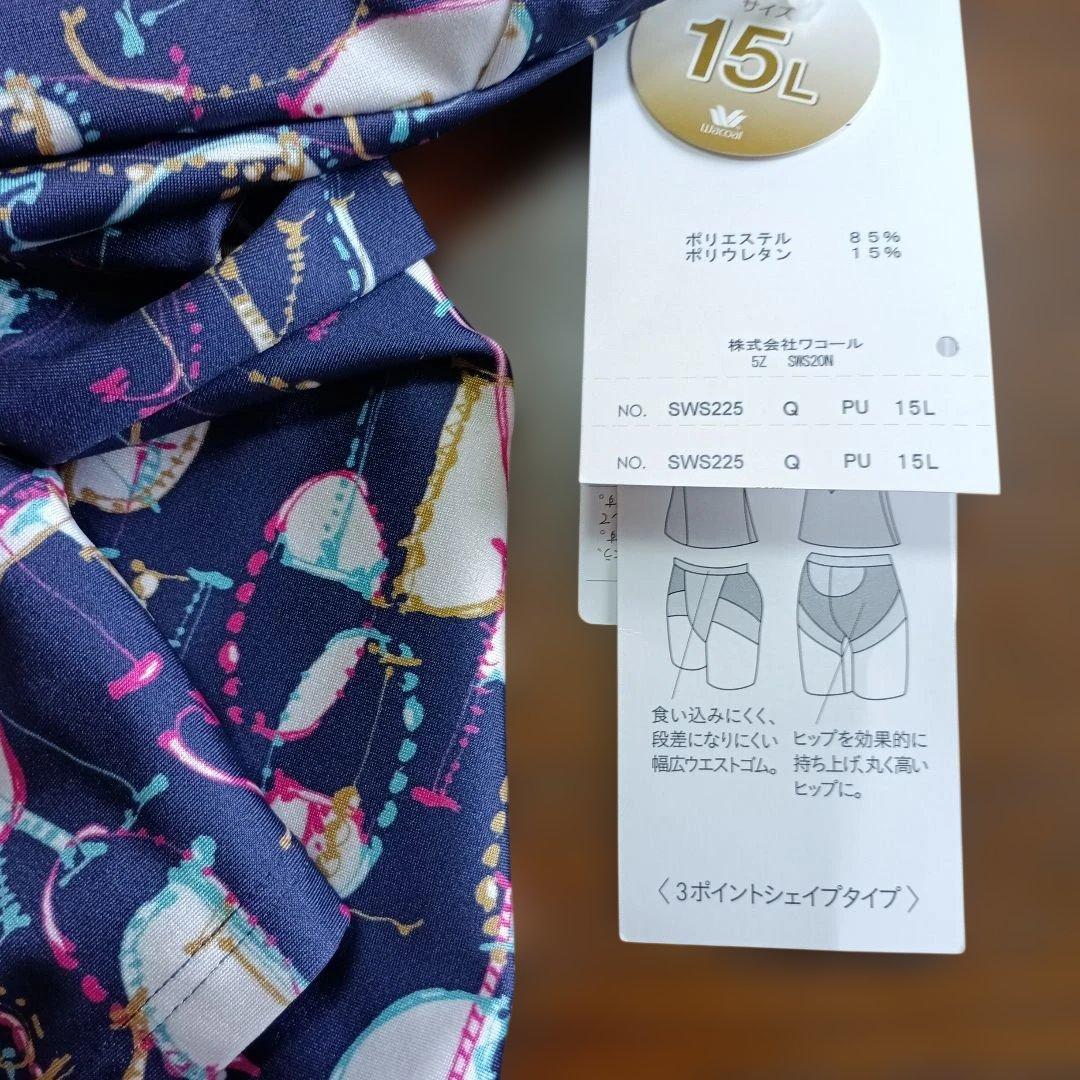 サイズ
15L
Wacoal
ポリエステル 85%
ポリウレタン 15%
株式会社ワコール
5Z SWS20N
NO. SWS225 Q PU 15L
NO. SWS225 Q PU 15L
食い込みにくく、
段差になりにくい
幅広ウエストゴム。
ヒップを効果的に
持ち上げ、丸く高い
ヒップに。
〈 3ポイントシェイプタイプ 〉